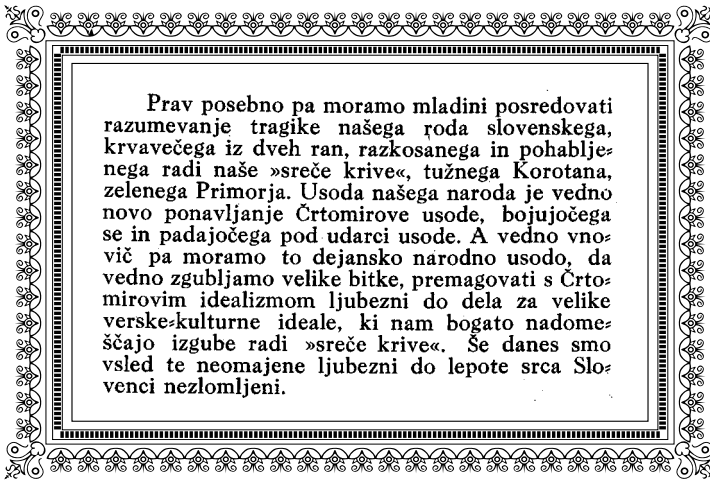 Prav posebno pa moramo mladini posredovati
razumevanje tragike našega roda slovenskega,
krvavečega iz dveh ran, razkosanega in pohablje=
nega radi naše »sreče krive«, tužnega Korotana,
zelenega Primorja. Usoda našega naroda je vedno
novo ponavljanje Črtomirove usode, bojujočega
se in padajočega pod udarci usode. A vedno vno=
vič pa moramo to dejansko narodno usodo, da
vedno zgubljamo velike bitke, premagovati s Črto=
mirovim idealizmom ljubezni do dela za velike
verske=kulturne ideale, ki nam bogato nadome=
ščajo izgube radi »sreče krive«. Še danes smo
vsled te neomajene ljubezni do lepote srca Slo=
venci nezlomljeni.